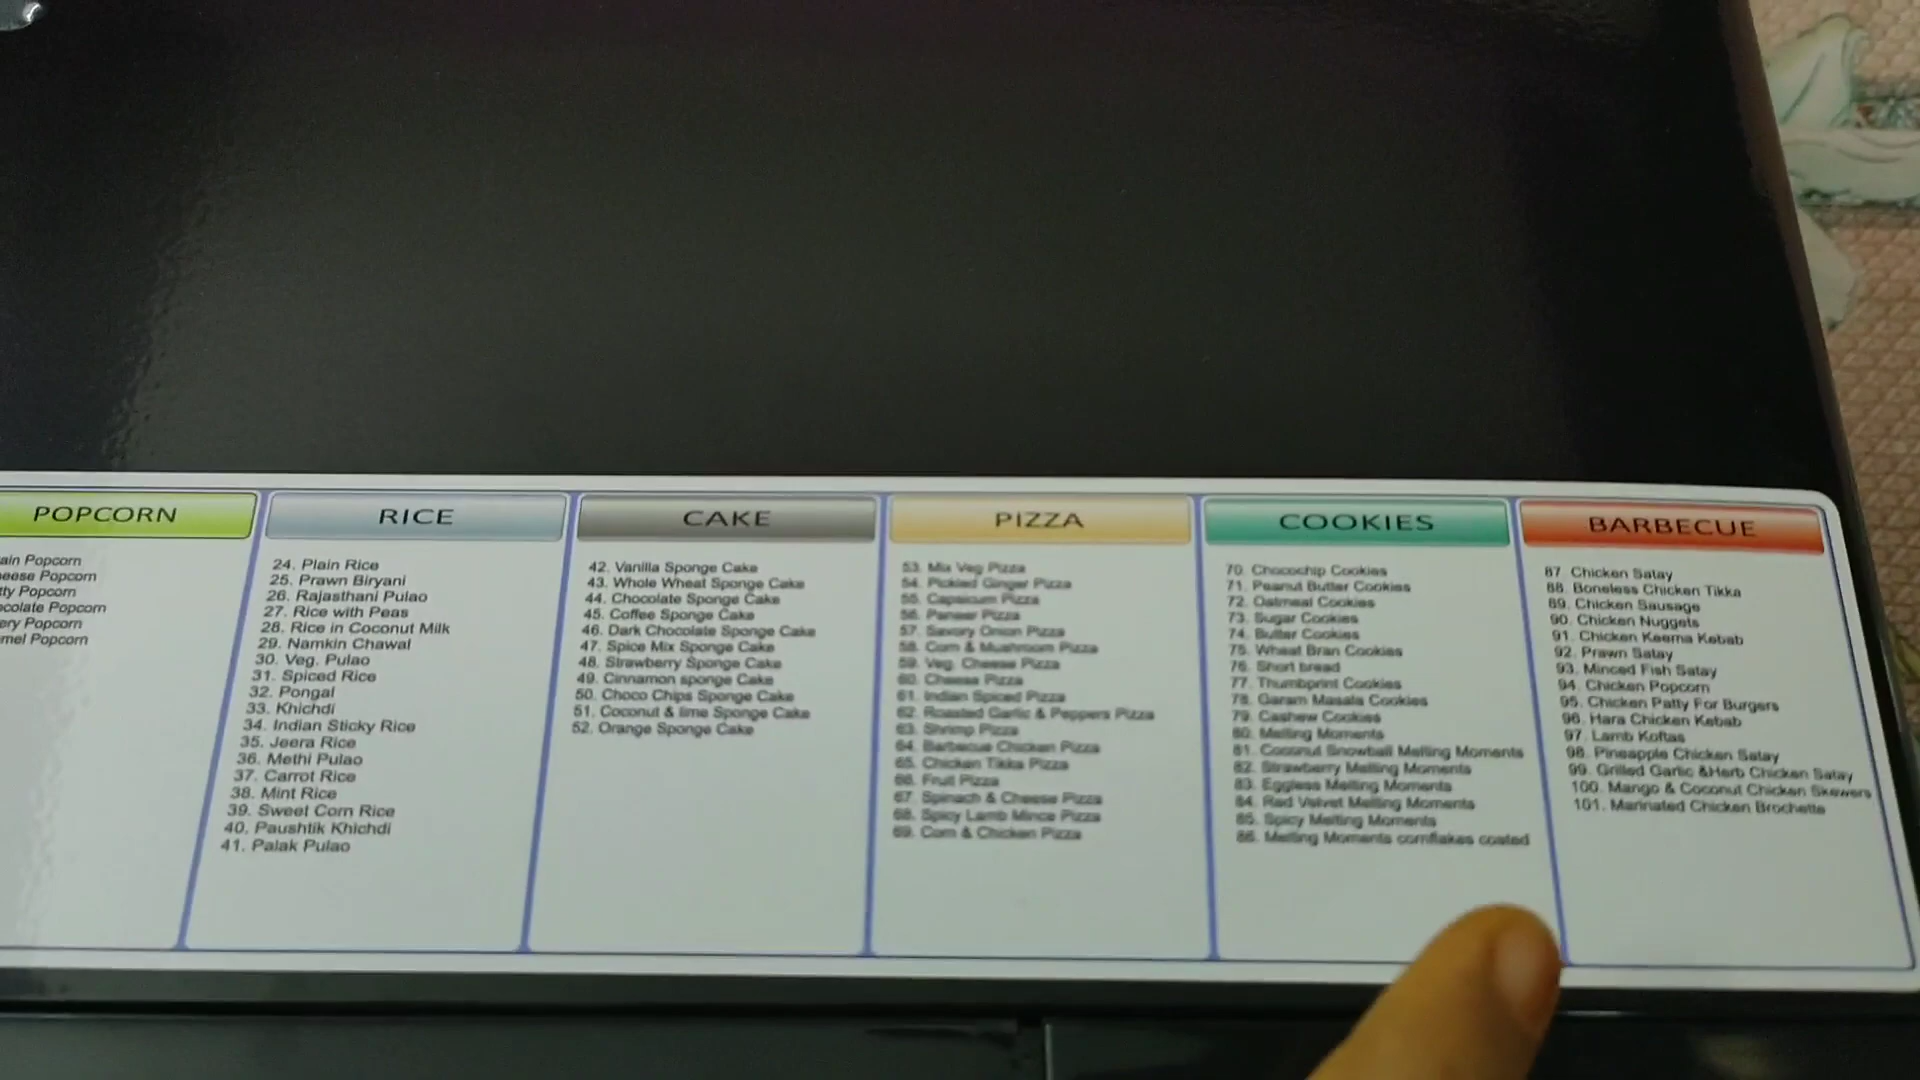 POPCORN
Popcorn
Popcorn
Popcorn
Popcorn
Popcorn
Popcorn
RICE
24. Plain Rice
25. Prawn Biryani
26. Rajasthani Pulao
27. Rice with Peas
28. Rice in Coconut Milk
29. Namkin Chawal
30. Veg. Pulao
31. Spiced Rice
32. Pongal
33. Khichdi
34. Indian Sticky Rice
35. Jeera Rice
36. Methi Pulao
37. Carrot Rice
38. Mint Rice
39. Sweet Corn Rice
40. Paushtik Khichdi
41. Palak Pulao
CAKE
42. Vanilla Sponge Cake
43. Whole Wheat Sponge Cake
44. Chocolate Sponge Cake
45. Coffee Sponge Cake
46. Dark Chocolate Sponge Cake
47. Spice Mix Sponge Cake
48. Strawberry Sponge Cake
49. Cinnamon sponge Cake
50. Choco Chips Sponge Cake
51. Coconut & lime Sponge Cake
52. Orange Sponge Cake
PIZZA
53. Mix Veg Pizza
54. Pickled Ginger Pizza
55. Capsicum Pizza
56. Paneer Pizza
57. Savory Onion Pizza
58. Corn & Mushroom Pizza
59. Veg. Cheese Pizza
60. Cheese Pizza
61. Indian Spiced Pizza
62. Roasted Garlic & Peppers Pizza
63. Shrimp Pizza
64. Barbecue Chicken Pizza
65. Chicken Tikka Pizza
66. Fruit Pizza
67. Spinach & Cheese Pizza
68. Spicy Lamb Mince Pizza
69. Corn & Chicken Pizza
COOKIES
70. Chocochip Cookies
71. Peanut Butter Cookies
72. Oatmeal Cookies
73. Sugar Cookies
74. Butter Cookies
75. Wheat Bran Cookies
76. Short bread
77. Thumbprint Cookies
78. Garam Masala Cookies
79. Cashew Cookies
80. Melting Moments
81. Coconut Snowball Melting Moments
82. Strawberry Melting Moments
83. Eggless Melting Moments
84. Red Velvet Melting Moments
85. Spicy Melting Moments
86. Melting Moments cornflakes coated
BARBECUE
87. Chicken Satay
88. Boneless Chicken Tikka
89. Chicken Sausage
90. Chicken Nuggets
91. Chicken Keema Kebab
92. Prawn Satay
93. Minced Fish Satay
94. Chicken Popcorn
95. Chicken Patty For Burgers
96. Hara Chicken Kebab
97. Lamb Koftas
98. Pineapple Chicken Satay
99. Grilled Garlic &Herb Chicken Satay
100. Mango & Coconut Chicken Skewers
101. Marinated Chicken Brochette